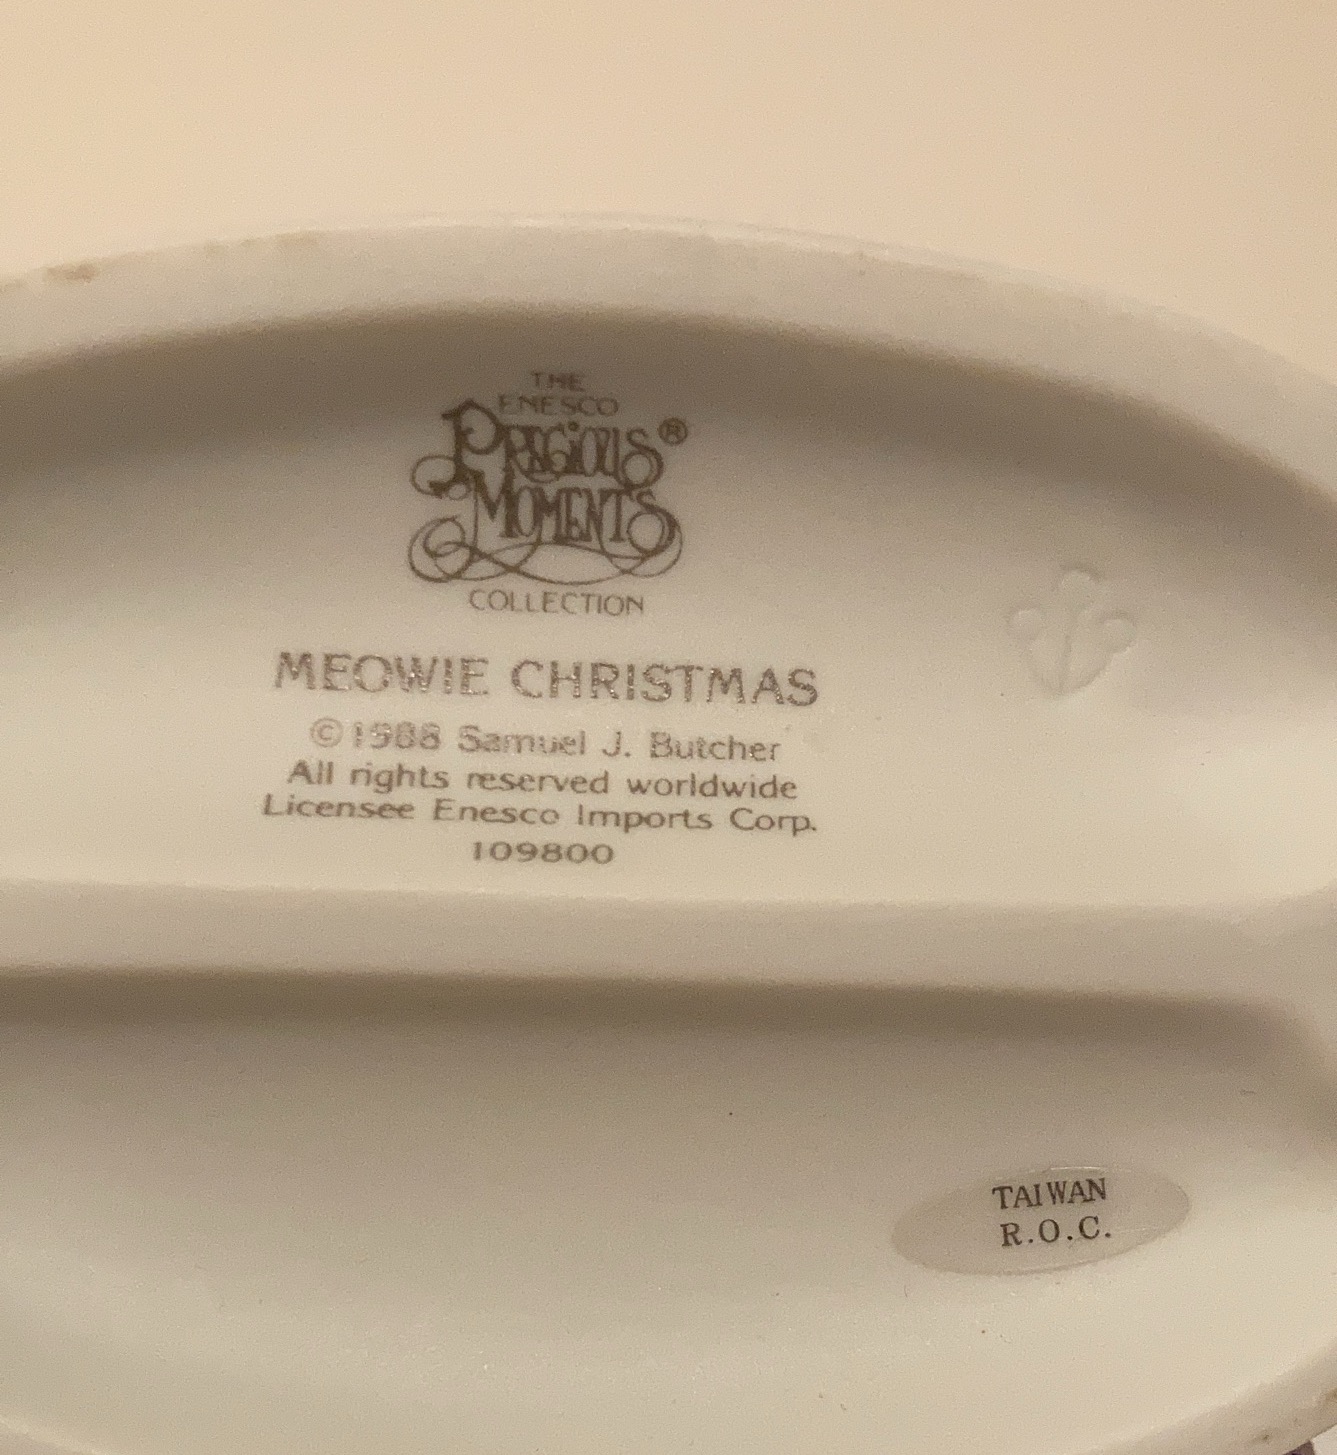 THE
ENESCO
PRECIOUS®
MOMENTS
COLLECTION
MEOWIE CHRISTMAS
©1988 Samuel J. Butcher
All rights reserved worldwide
Licensee Enesco Imports Corp.
109800
TAIWAN
R.O.C.